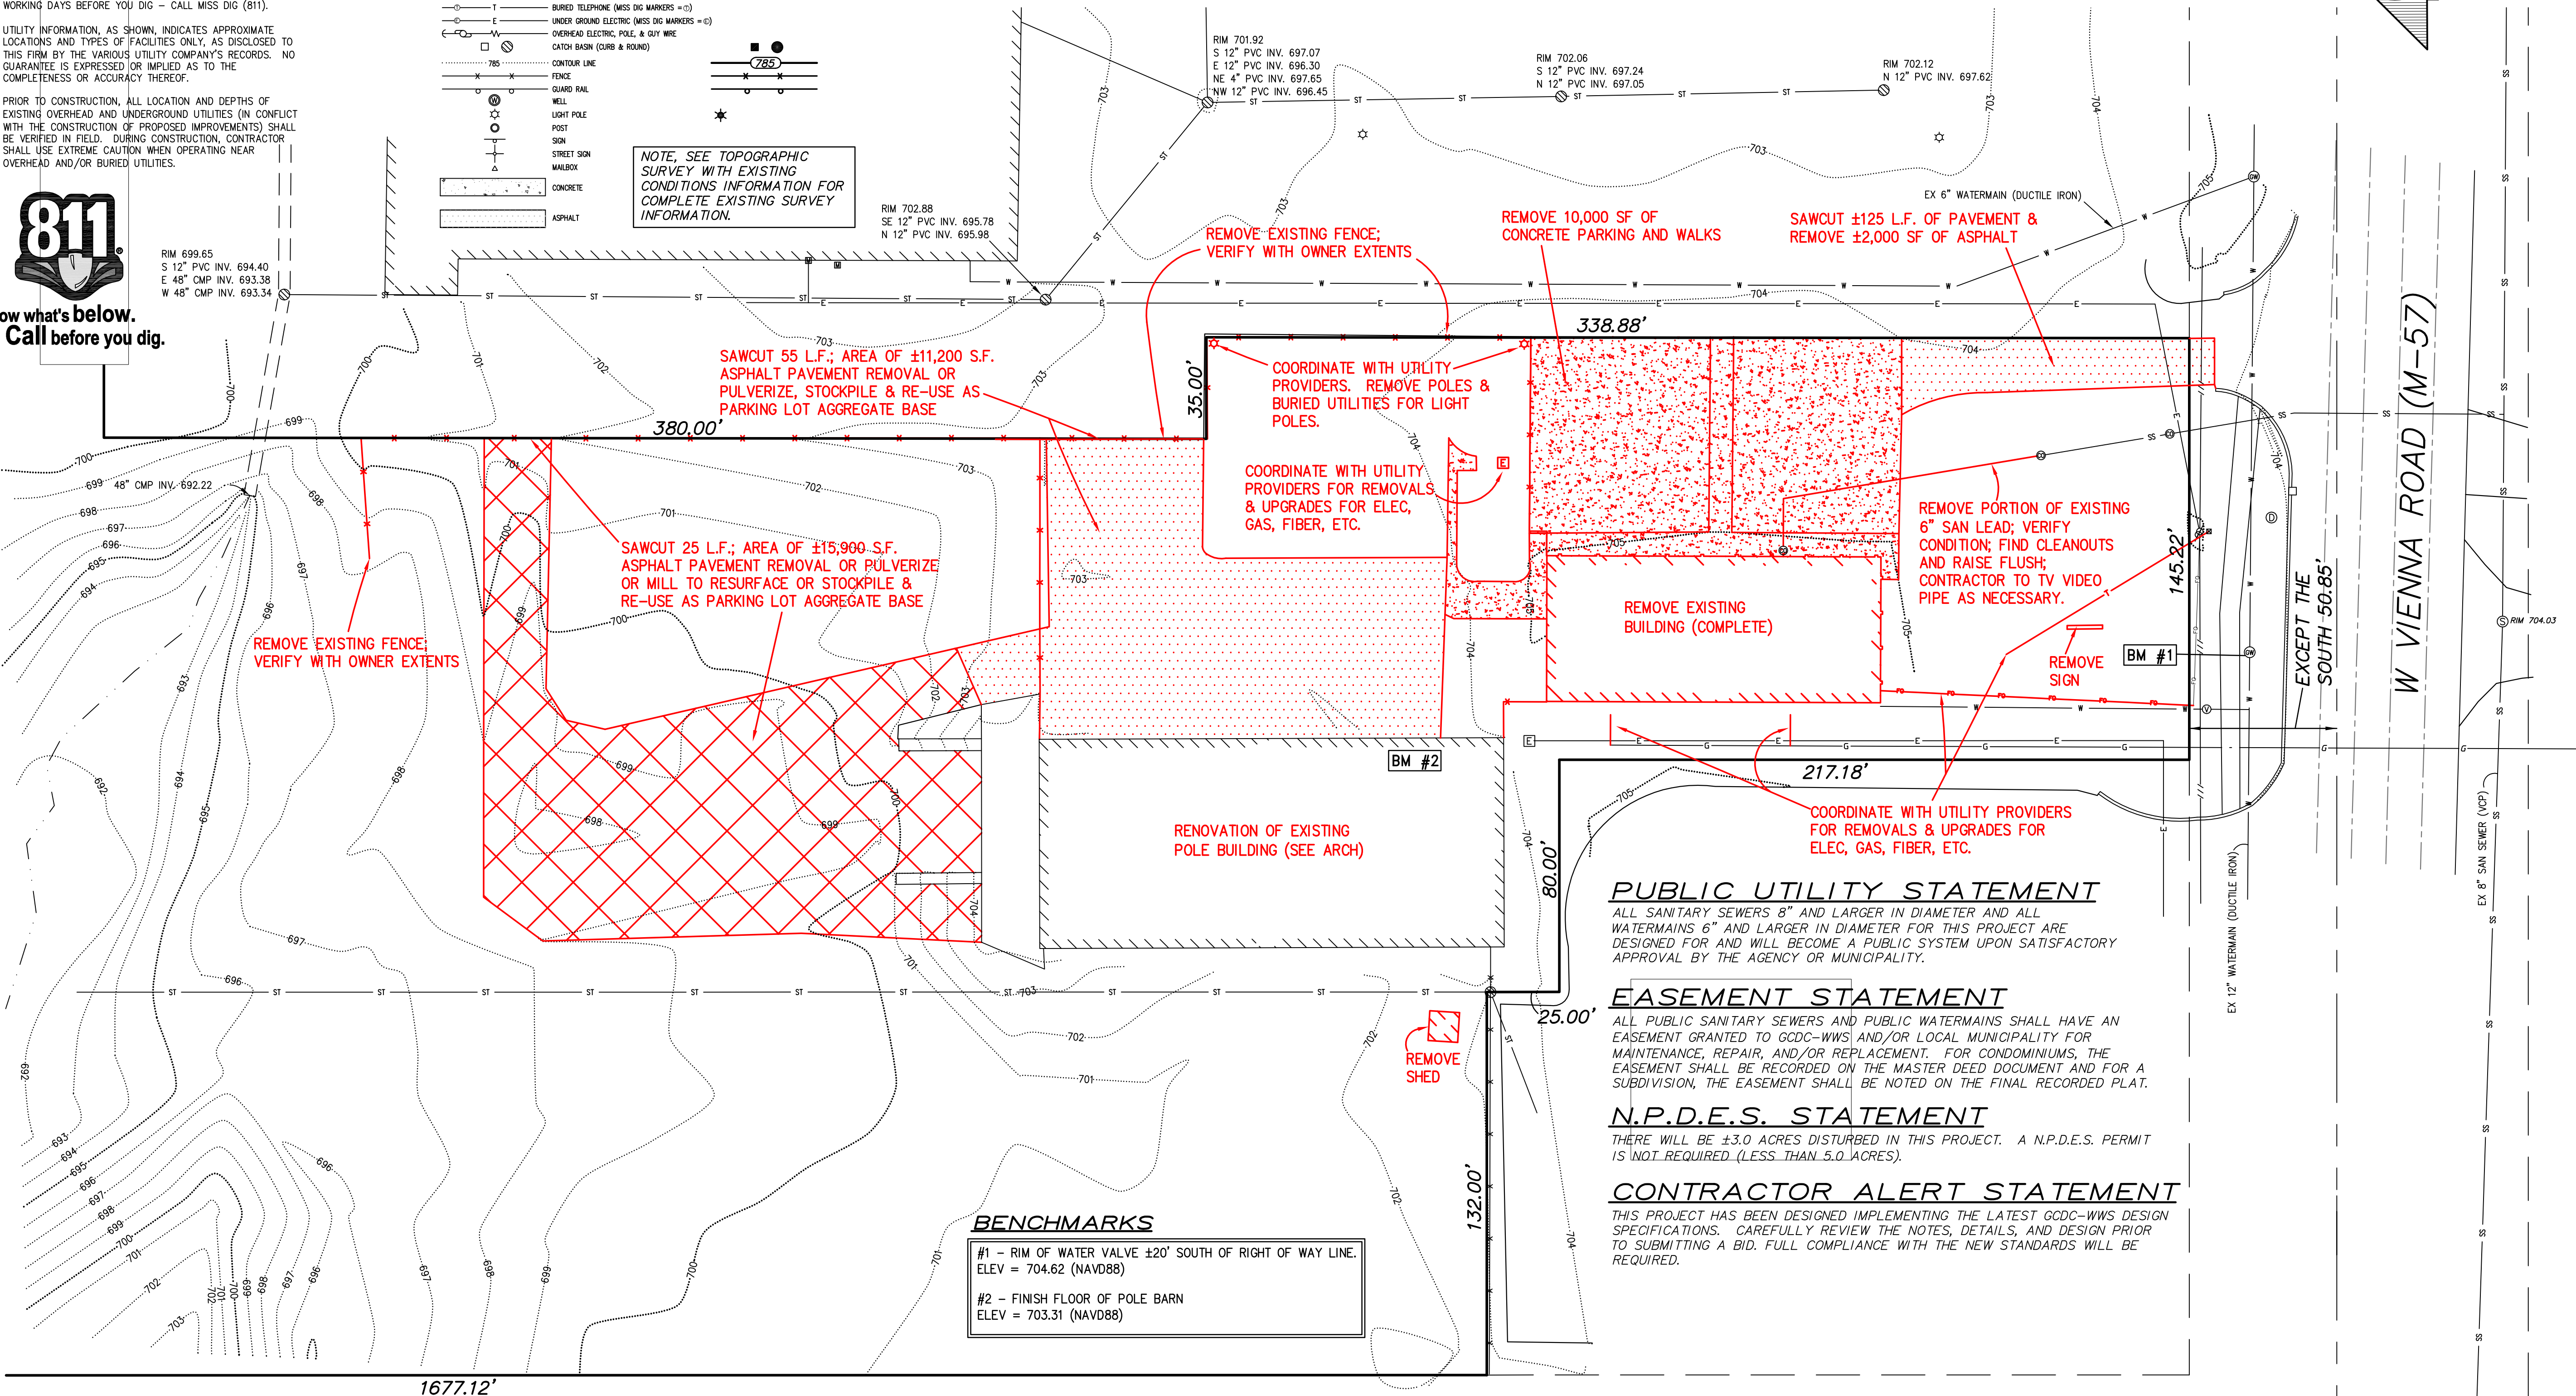 WORKING DAYS BEFORE YOU DIG – CALL MISS DIG (811).
UTILITY INFORMATION, AS SHOWN, INDICATES APPROXIMATE
LOCATIONS AND TYPES OF FACILITIES ONLY, AS DISCLOSED TO
THIS FIRM BY THE VARIOUS UTILITY COMPANY'S RECORDS. NO
GUARANTEE IS EXPRESSED OR IMPLIED AS TO THE
COMPLETENESS OR ACCURACY THEREOF.
PRIOR TO CONSTRUCTION, ALL LOCATION AND DEPTHS OF
EXISTING OVERHEAD AND UNDERGROUND UTILITIES (IN CONFLICT
WITH THE CONSTRUCTION OF PROPOSED IMPROVEMENTS) SHALL
BE VERIFIED IN FIELD. DURING CONSTRUCTION, CONTRACTOR
SHALL USE EXTREME CAUTION WHEN OPERATING NEAR
OVERHEAD AND/OR BURIED UTILITIES.
811
ow what's below.
Call before you dig.
BURIED TELEPHONE (MISS DIG MARKERS =Ⓣ)
UNDER GROUND ELECTRIC (MISS DIG MARKERS =Ⓔ)
OVERHEAD ELECTRIC, POLE, & GUY WIRE
CATCH BASIN (CURB & ROUND)
785 CONTOUR LINE 785
FENCE
GUARD RAIL
WELL
LIGHT POLE
POST
SIGN
STREET SIGN
MAILBOX
CONCRETE
ASPHALT
NOTE, SEE TOPOGRAPHIC
SURVEY WITH EXISTING
CONDITIONS INFORMATION FOR
COMPLETE EXISTING SURVEY
INFORMATION.
RIM 699.65
S 12" PVC INV. 694.40
E 48" CMP INV. 693.38
W 48" CMP INV. 693.34
RIM 702.88
SE 12" PVC INV. 695.78
N 12" PVC INV. 695.98
RIM 701.92
S 12" PVC INV. 697.07
E 12" PVC INV. 696.30
NE 4" PVC INV. 697.65
NW 12" PVC INV. 696.45
RIM 702.06
S 12" PVC INV. 697.24
N 12" PVC INV. 697.05
RIM 702.12
N 12" PVC INV. 697.62
EX 6" WATERMAIN (DUCTILE IRON)
REMOVE EXISTING FENCE;
VERIFY WITH OWNER EXTENTS
REMOVE 10,000 SF OF
CONCRETE PARKING AND WALKS
SAWCUT ±125 L.F. OF PAVEMENT &
REMOVE ±2,000 SF OF ASPHALT
338.88'
35.00'
380.00'
SAWCUT 55 L.F.; AREA OF ±11,200 S.F.
ASPHALT PAVEMENT REMOVAL OR
PULVERIZE, STOCKPILE & RE-USE AS
PARKING LOT AGGREGATE BASE
COORDINATE WITH UTILITY
PROVIDERS. REMOVE POLES &
BURIED UTILITIES FOR LIGHT
POLES.
COORDINATE WITH UTILITY
PROVIDERS FOR REMOVALS
& UPGRADES FOR ELEC,
GAS, FIBER, ETC.
48" CMP INV. 692.22
SAWCUT 25 L.F.; AREA OF ±15,900 S.F.
ASPHALT PAVEMENT REMOVAL OR PULVERIZE
OR MILL TO RESURFACE OR STOCKPILE &
RE-USE AS PARKING LOT AGGREGATE BASE
REMOVE EXISTING FENCE;
VERIFY WITH OWNER EXTENTS
REMOVE EXISTING
BUILDING (COMPLETE)
REMOVE PORTION OF EXISTING
6" SAN LEAD; VERIFY
CONDITION; FIND CLEANOUTS
AND RAISE FLUSH;
CONTRACTOR TO TV VIDEO
PIPE AS NECESSARY.
REMOVE
SIGN
BM #1
145.22'
EXCEPT THE
SOUTH 50.85'
W VIENNA ROAD (M-57)
RIM 704.03
BM #2
217.18'
RENOVATION OF EXISTING
POLE BUILDING (SEE ARCH)
COORDINATE WITH UTILITY PROVIDERS
FOR REMOVALS & UPGRADES FOR
ELEC, GAS, FIBER, ETC.
80.00'
25.00'
132.00'
REMOVE
SHED
EX 12" WATERMAIN (DUCTILE IRON)
EX 8" SAN SEWER (VCP)
PUBLIC UTILITY STATEMENT
ALL SANITARY SEWERS 8" AND LARGER IN DIAMETER AND ALL
WATERMAINS 6" AND LARGER IN DIAMETER FOR THIS PROJECT ARE
DESIGNED FOR AND WILL BECOME A PUBLIC SYSTEM UPON SATISFACTORY
APPROVAL BY THE AGENCY OR MUNICIPALITY.
EASEMENT STATEMENT
ALL PUBLIC SANITARY SEWERS AND PUBLIC WATERMAINS SHALL HAVE AN
EASEMENT GRANTED TO GCDC-WWS AND/OR LOCAL MUNICIPALITY FOR
MAINTENANCE, REPAIR, AND/OR REPLACEMENT. FOR CONDOMINIUMS, THE
EASEMENT SHALL BE RECORDED ON THE MASTER DEED DOCUMENT AND FOR A
SUBDIVISION, THE EASEMENT SHALL BE NOTED ON THE FINAL RECORDED PLAT.
N.P.D.E.S. STATEMENT
THERE WILL BE ±3.0 ACRES DISTURBED IN THIS PROJECT. A N.P.D.E.S. PERMIT
IS NOT REQUIRED (LESS THAN 5.0 ACRES).
CONTRACTOR ALERT STATEMENT
THIS PROJECT HAS BEEN DESIGNED IMPLEMENTING THE LATEST GCDC-WWS DESIGN
SPECIFICATIONS. CAREFULLY REVIEW THE NOTES, DETAILS, AND DESIGN PRIOR
TO SUBMITTING A BID. FULL COMPLIANCE WITH THE NEW STANDARDS WILL BE
REQUIRED.
BENCHMARKS
#1 – RIM OF WATER VALVE ±20' SOUTH OF RIGHT OF WAY LINE.
ELEV = 704.62 (NAVD88)
#2 – FINISH FLOOR OF POLE BARN
ELEV = 703.31 (NAVD88)
1677.12'